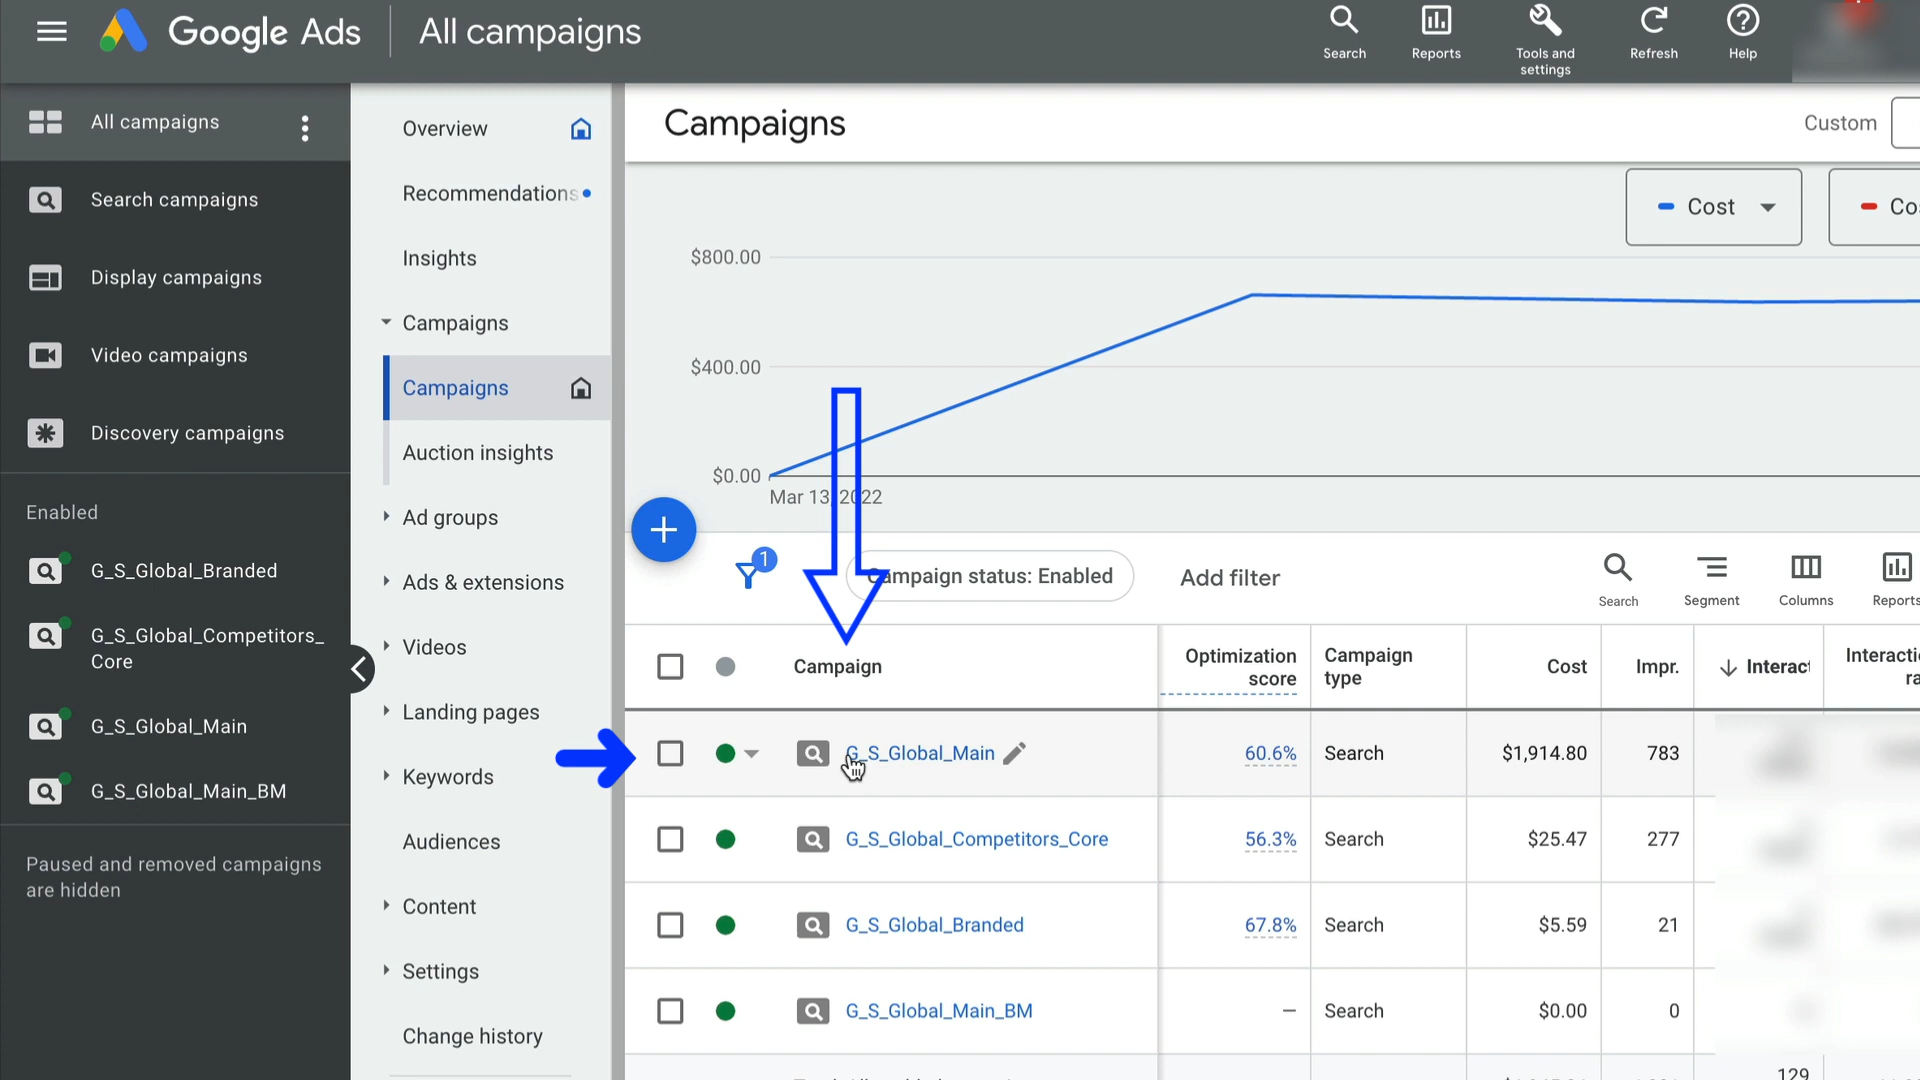 Google Ads
All campaigns
Search
Reports
Tools and
settings
Refresh
Help
All campaigns
Search campaigns
Display campaigns
Video campaigns
Discovery campaigns
Enabled
G_S_Global_Branded
G_S_Global_Competitors_
Core
G_S_Global_Main
G_S_Global_Main_BM
Paused and removed campaigns
are hidden
Overview
Recommendations
Insights
Campaigns
Campaigns
Auction insights
Ad groups
Ads & extensions
Videos
Landing pages
Keywords
Audiences
Content
Settings
Change history
Campaigns
Custom
Cost
Co
$800.00
$400.00
$0.00
Mar 13, 2022
1
Campaign status: Enabled
Add filter
Search
Segment
Columns
Reports
Campaign
Optimization
score
Campaign
type
Cost
Impr.
Interac
Interacti
ra
G_S_Global_Main 60.6% Search $1,914.80 783
G_S_Global_Competitors_Core 56.3% Search $25.47 277
G_S_Global_Branded 67.8% Search $5.59 21
G_S_Global_Main_BM — Search $0.00 0
129